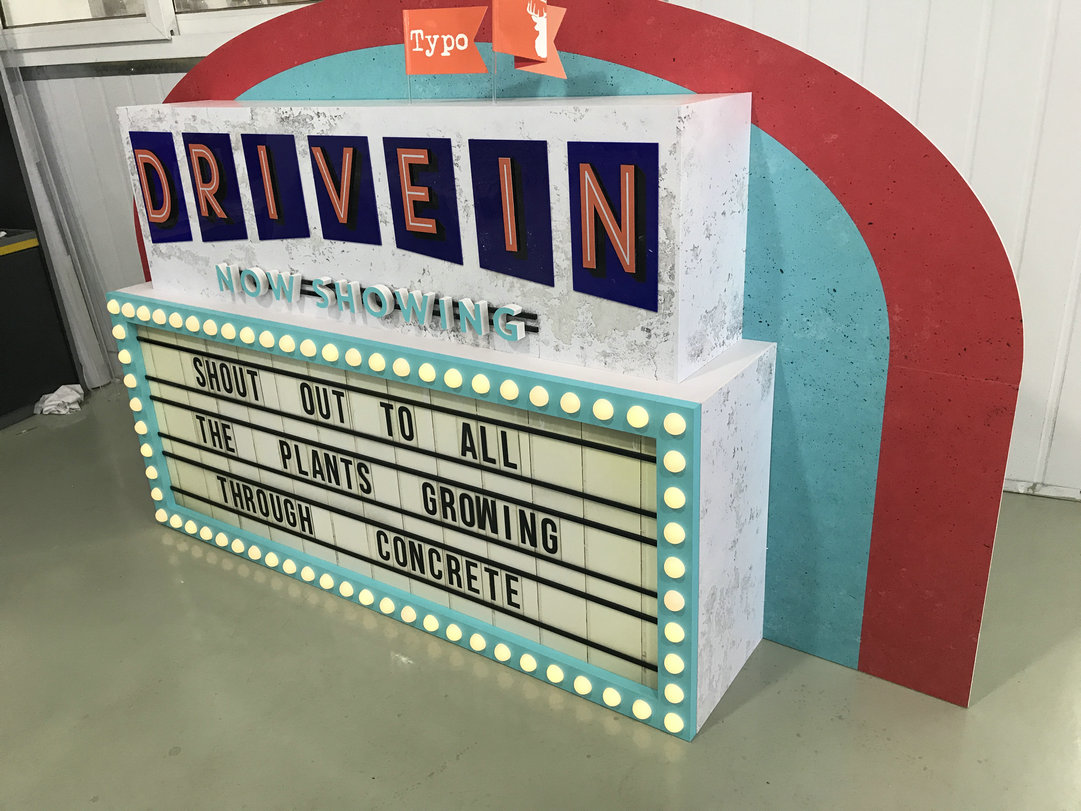 Typo
DRIVE IN
NOW SHOWING
SHOUT OUT TO ALL
THE PLANTS GROWING
THROUGH CONCRETE